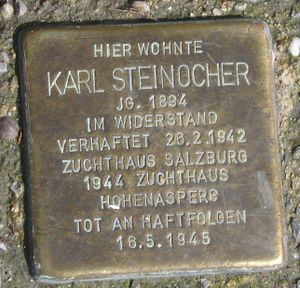 HIER WOHNTE
KARL STEINOCHER
JG. 1894
IM WIDERSTAND
VERHAFTET 26.2.1942
ZUCHTHAUS SALZBURG
1944 ZUCHTHAUS
HOHENASPERG
TOT AN HAFTFOLGEN
16.5.1945